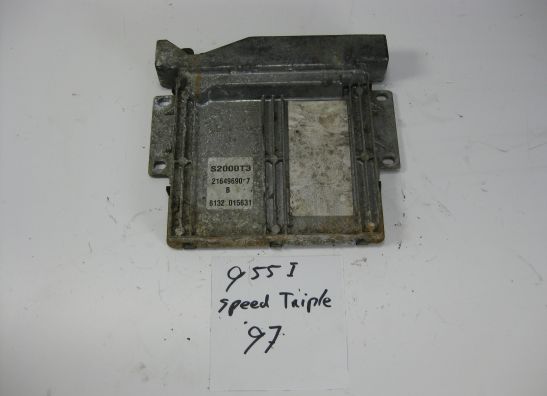 S2000T3
21649690-7
B
6132 015631
955 I
Speed Triple
97